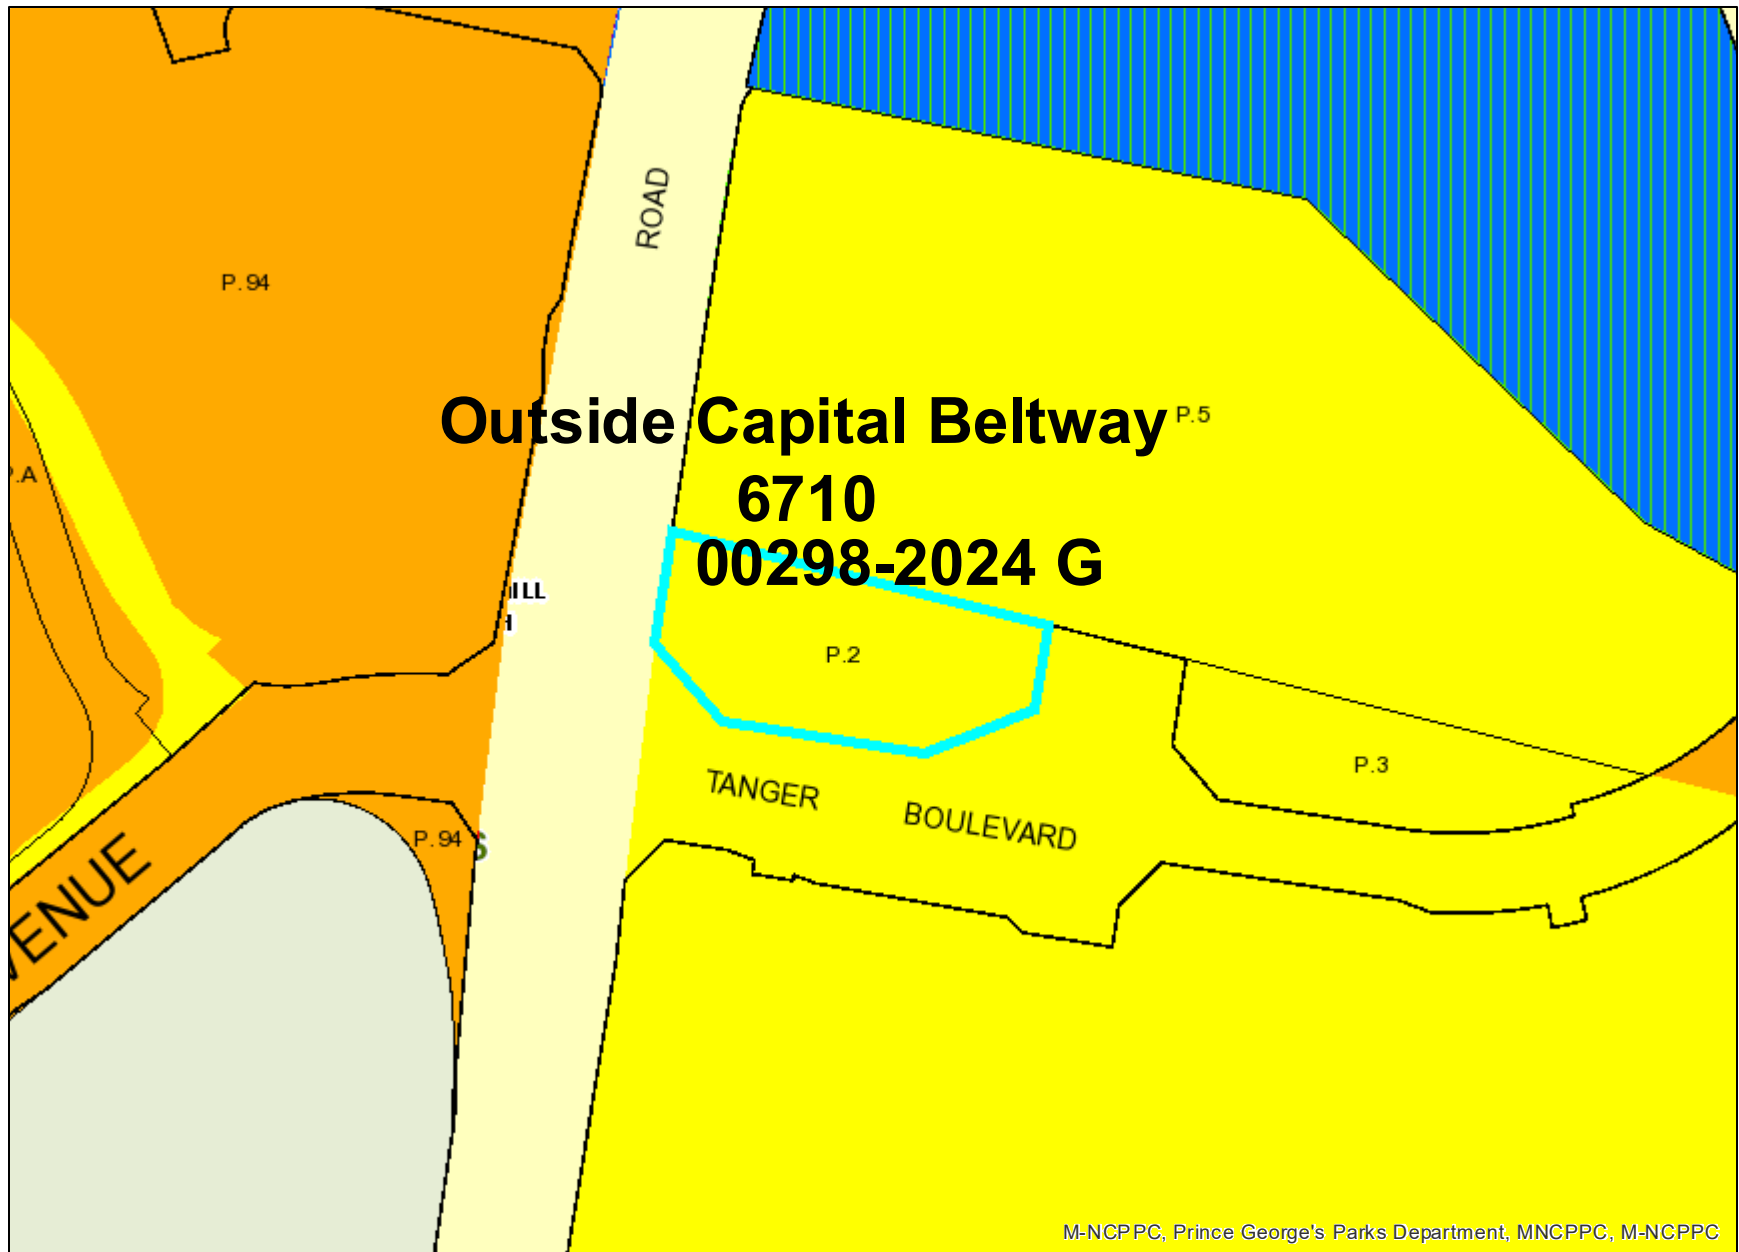 ROAD
P.94
Outside Capital Beltway
P.5
.A
6710
00298-2024 G
ILL
P.2
P.3
TANGER BOULEVARD
P.94
S
VENUE
M-NCPPC, Prince George's Parks Department, MNCPPC, M-NCPPC